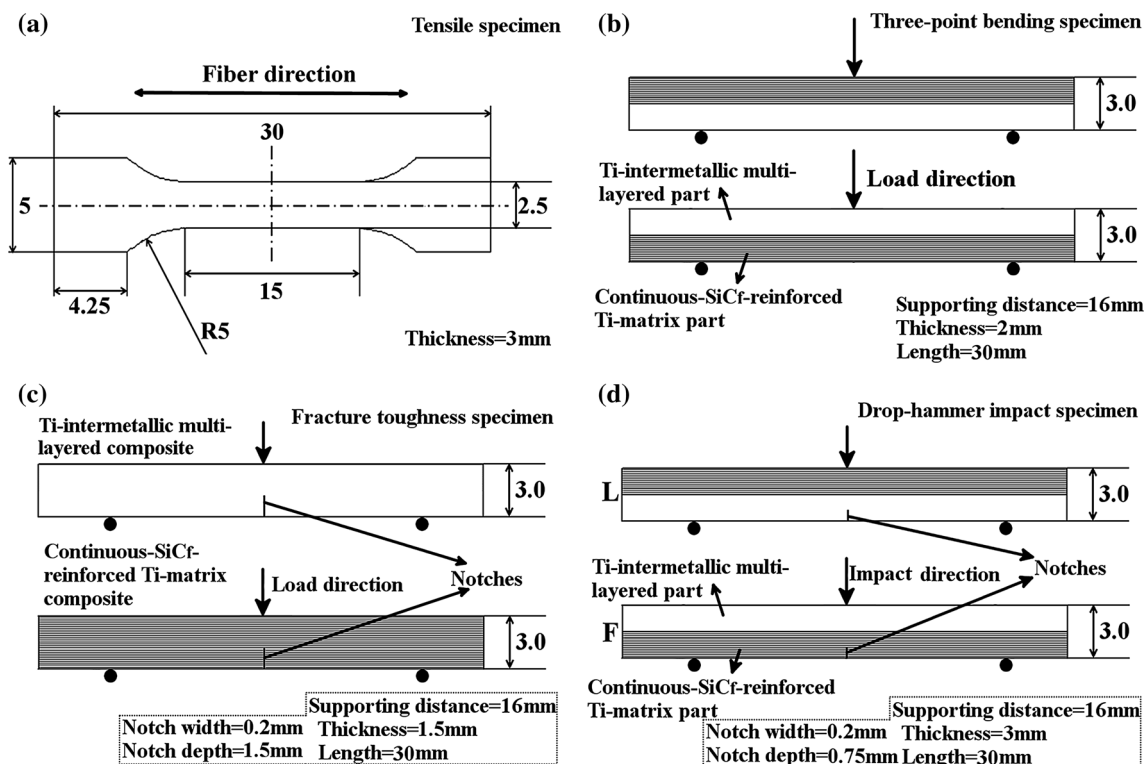 (a)
Tensile specimen
Fiber direction
30
5
2.5
15
4.25
R5
Thickness=3mm
(b)
Three-point bending specimen
3.0
Ti-intermetallic multi-
layered part
Load direction
3.0
Continuous-SiCf-reinforced
Ti-matrix part
Supporting distance=16mm
Thickness=2mm
Length=30mm
(c)
Fracture toughness specimen
Ti-intermetallic multi-
layered composite
3.0
Continuous-SiCf-
reinforced Ti-matrix
composite
Load direction
Notches
3.0
Supporting distance=16mm
Notch width=0.2mm
Thickness=1.5mm
Notch depth=1.5mm
Length=30mm
(d)
Drop-hammer impact specimen
L
3.0
Ti-intermetallic multi-
layered part
Impact direction
Notches
F
3.0
Continuous-SiCf-reinforced
Ti-matrix part
Supporting distance=16mm
Notch width=0.2mm
Thickness=3mm
Notch depth=0.75mm
Length=30mm